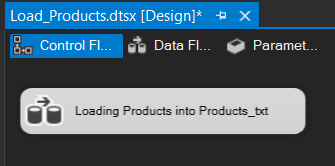 Load_Products.dtsx [Design]*
Control Fl... Data Fl... Paramet...
Loading Products into Products_txt